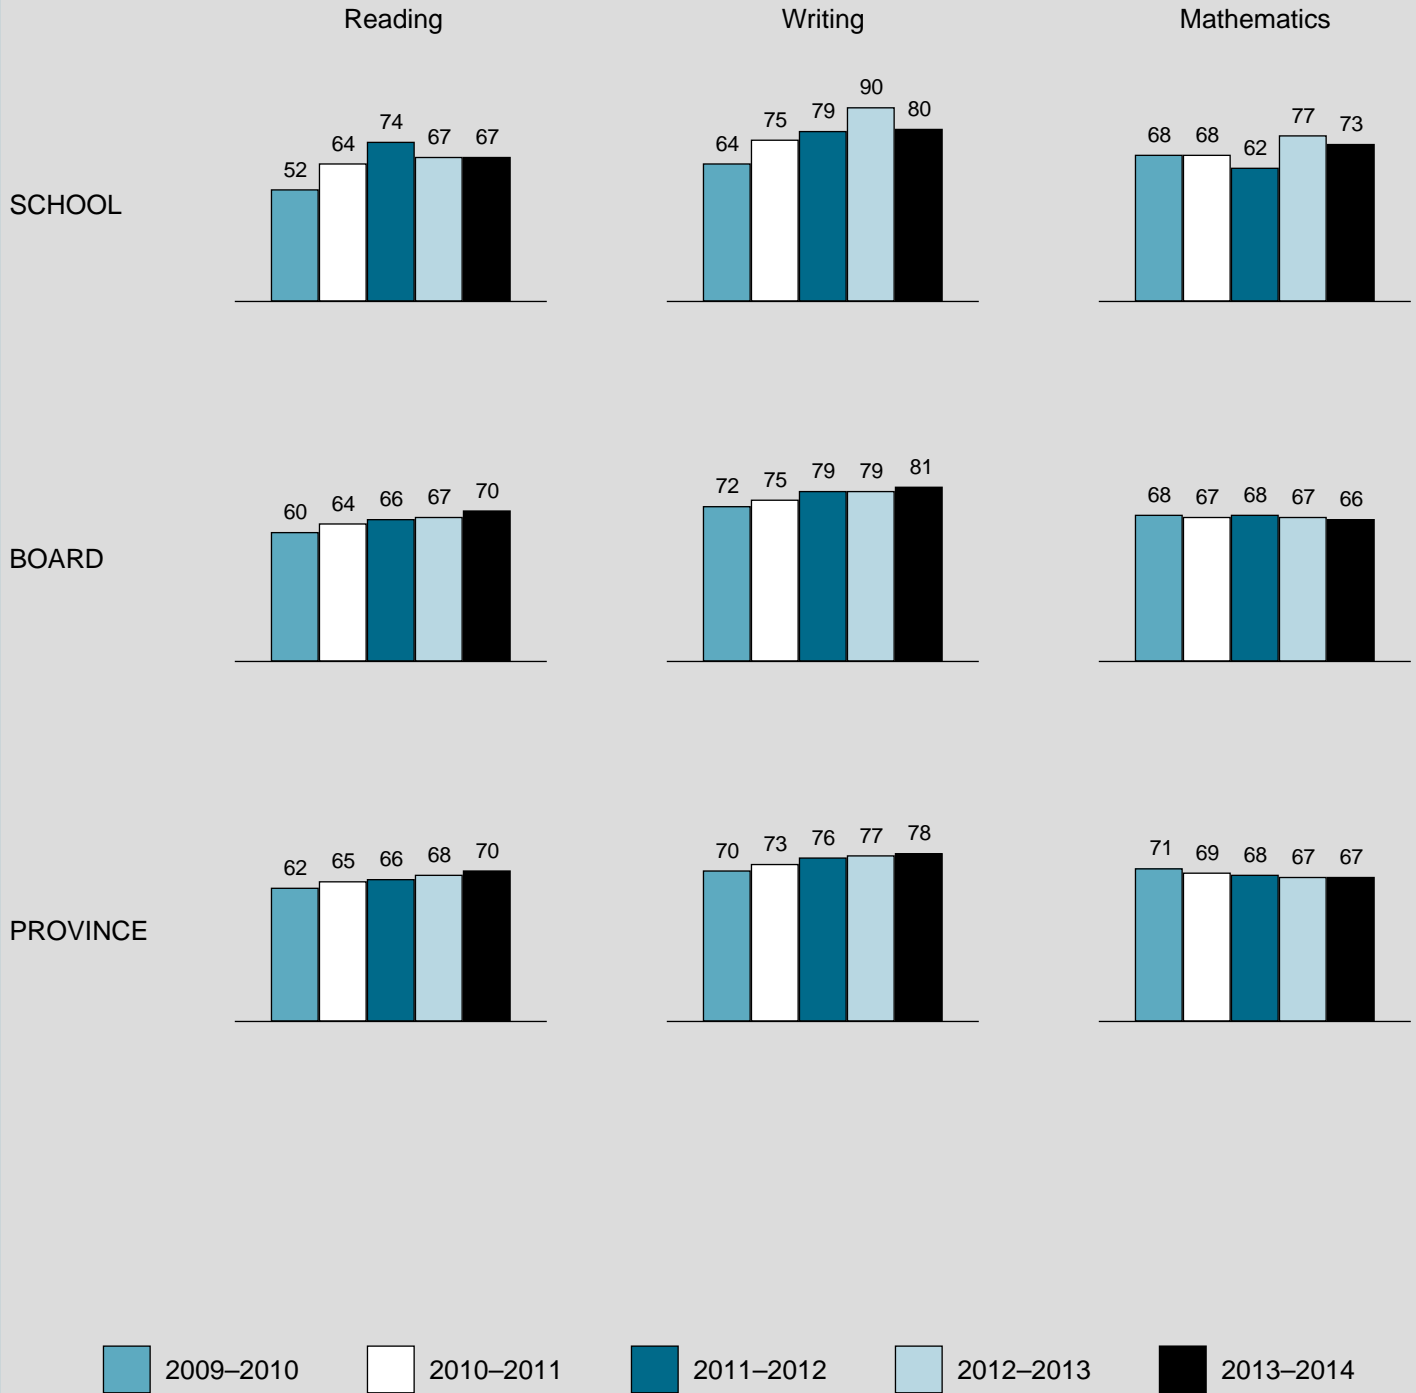 Reading Writing Mathematics
52 64 74 67 67
64 75 79 90 80
68 68 62 77 73
SCHOOL
60 64 66 67 70
72 75 79 79 81
68 67 68 67 66
BOARD
62 65 66 68 70
70 73 76 77 78
71 69 68 67 67
PROVINCE
2009–2010 2010–2011 2011–2012 2012–2013 2013–2014